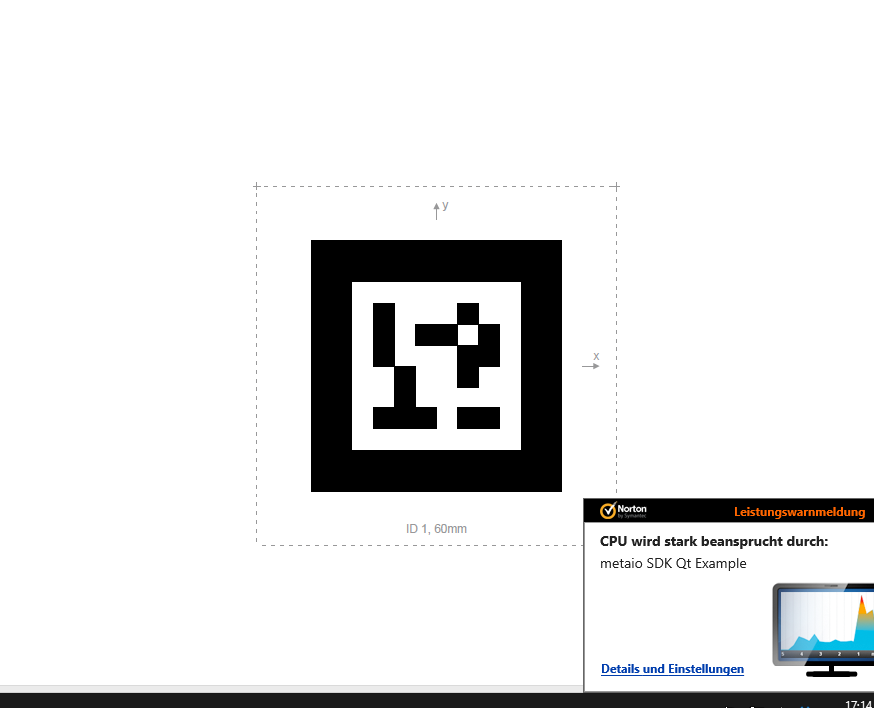 y
x
ID 1, 60mm
Norton
by Symantec
Leistungswarnmeldung
CPU wird stark beansprucht durch:
metaio SDK Qt Example
Details und Einstellungen
17:14